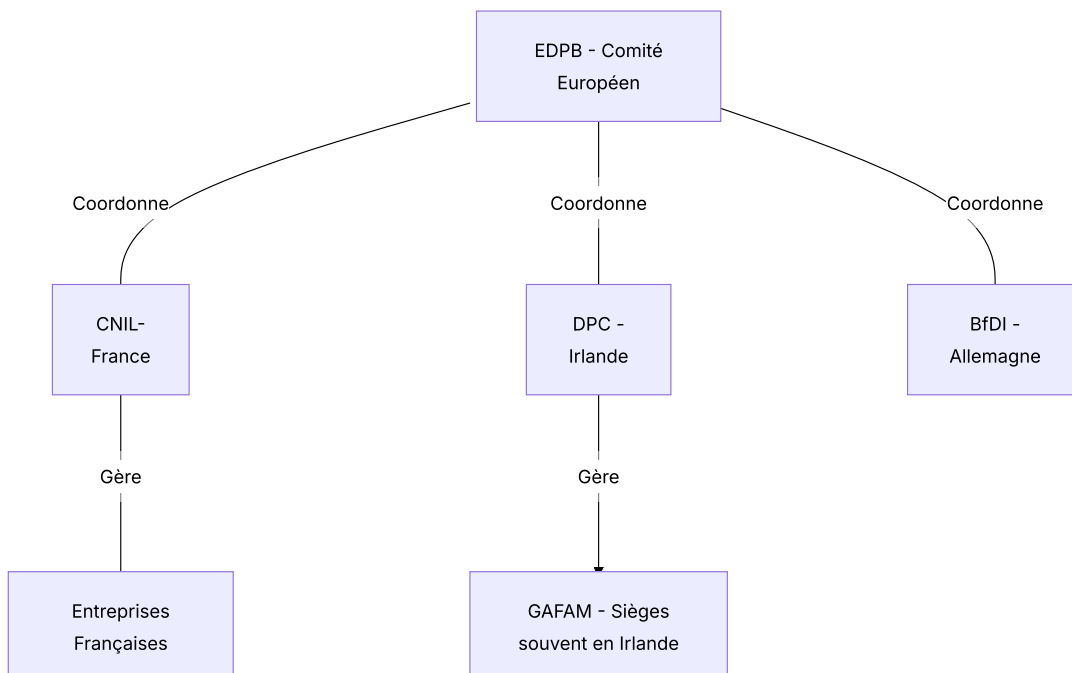 EDPB - Comité
Européen
Coordonne
Coordonne
Coordonne
CNIL-
France
DPC -
Irlande
BfDI -
Allemagne
Gère
Gère
Entreprises
Françaises
GAFAM - Sièges
souvent en Irlande